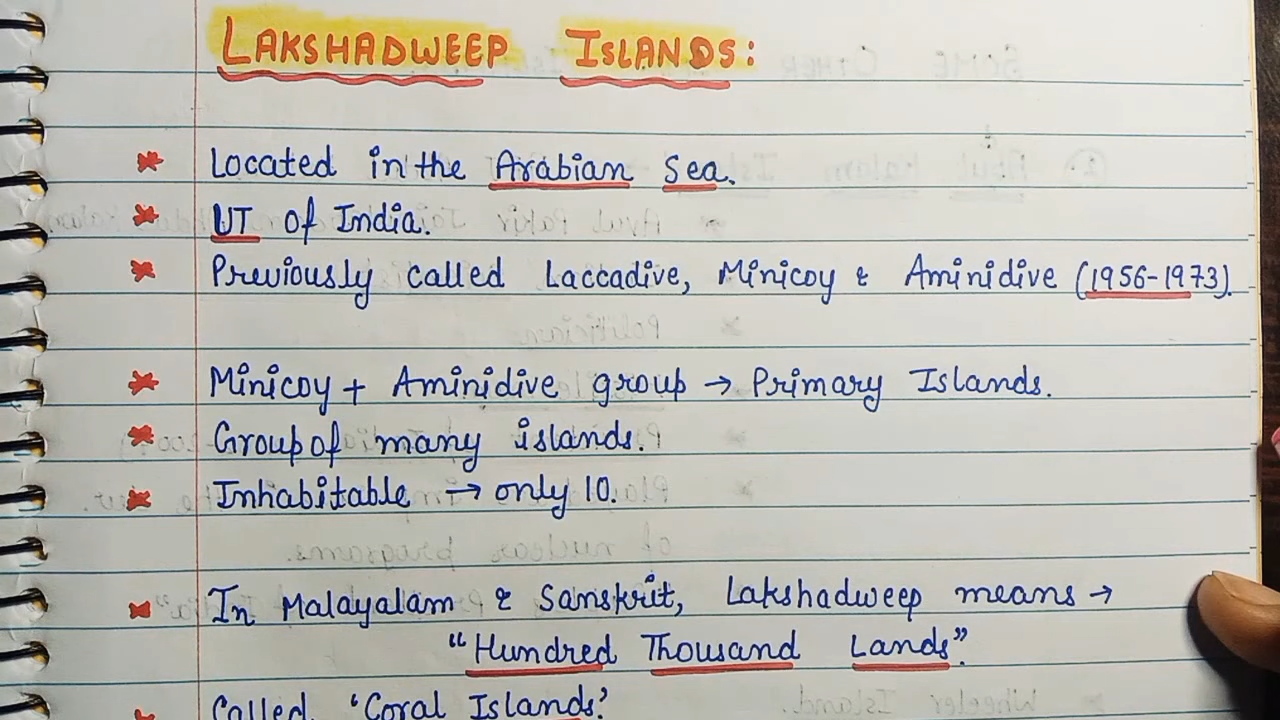 LAKSHADWEEP ISLANDS:
* Located in the Arabian Sea.
* UT of India.
* Previously called Laccadive, Minicoy & Aminidive (1956-1973).
* Minicoy + Aminidive group → Primary Islands.
* Group of many islands.
* Inhabitable → only 10.
* In Malayalam & Sanskrit, Lakshadweep means →
"Hundred Thousand Lands".
* Called 'Coral Islands'.